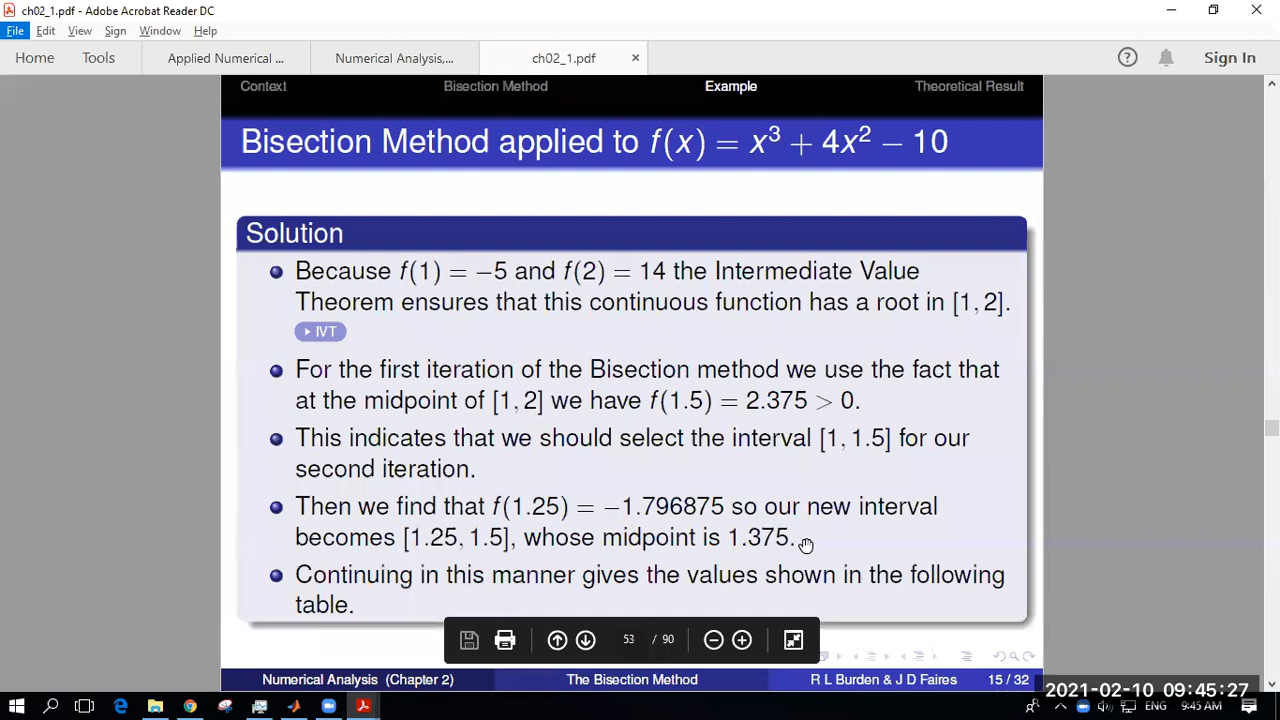 ch02_1.pdf - Adobe Acrobat Reader DC
File Edit View Sign Window Help
Home Tools Applied Numerical ... Numerical Analysis,... ch02_1.pdf × Sign In
Context Bisection Method Example Theoretical Result
Bisection Method applied to f(x) = x³ + 4x² − 10
Solution
Because f(1) = −5 and f(2) = 14 the Intermediate Value
Theorem ensures that this continuous function has a root in [1, 2].
IVT
For the first iteration of the Bisection method we use the fact that
at the midpoint of [1, 2] we have f(1.5) = 2.375 > 0.
This indicates that we should select the interval [1, 1.5] for our
second iteration.
Then we find that f(1.25) = −1.796875 so our new interval
becomes [1.25, 1.5], whose midpoint is 1.375.
Continuing in this manner gives the values shown in the following
table.
53 / 90
Numerical Analysis (Chapter 2) The Bisection Method R L Burden & J D Faires 15 / 32
2021-02-10 09:45:27
ENG 9:45 AM